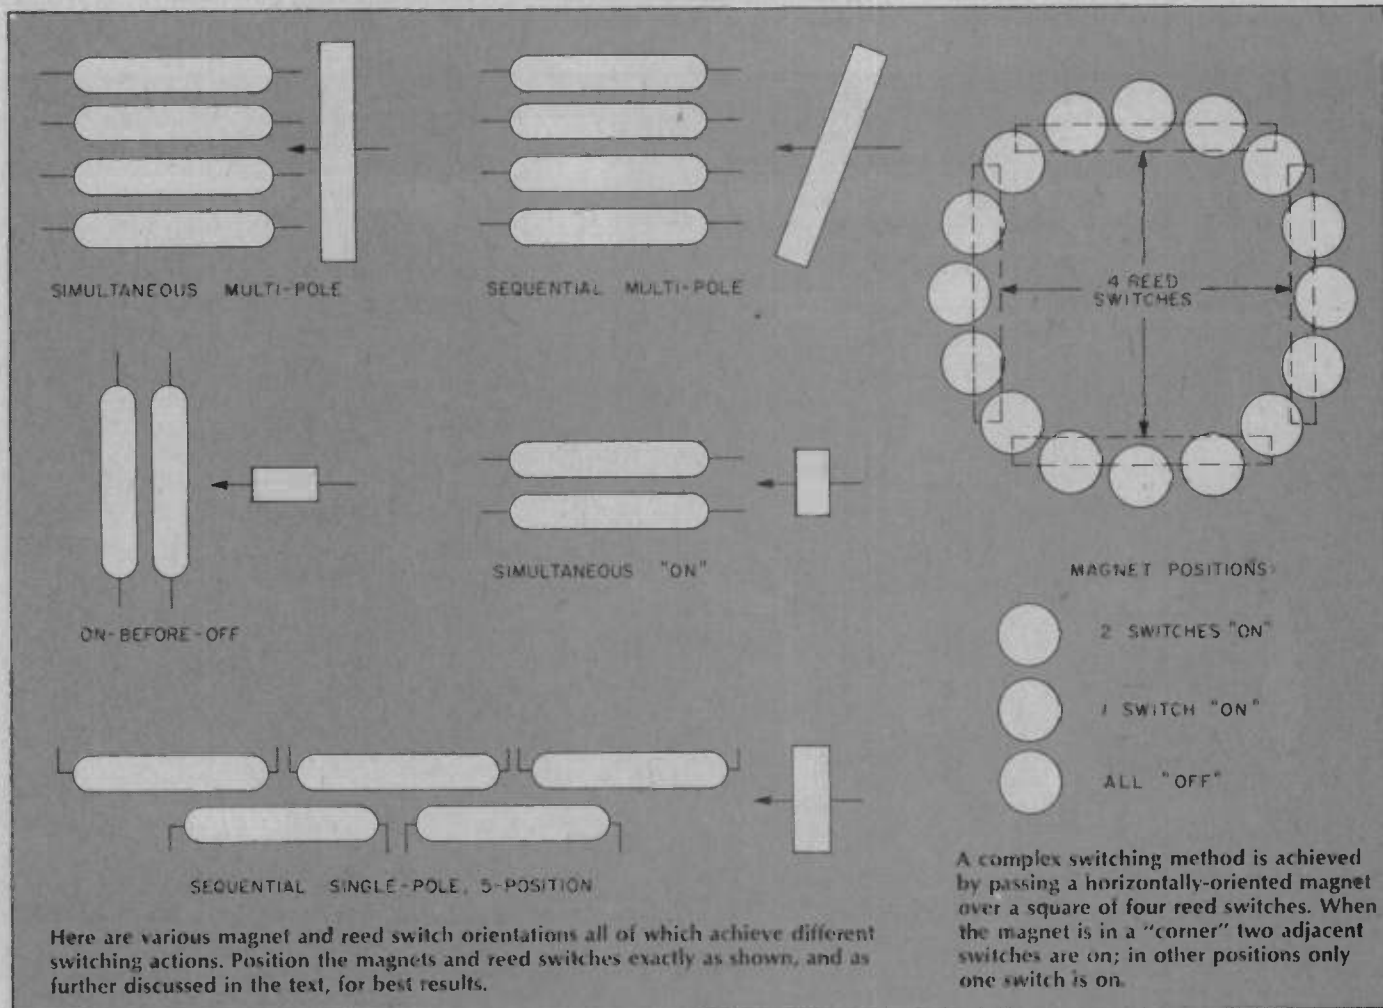 SIMULTANEOUS MULTI-POLE
SEQUENTIAL MULTI-POLE
4 REED
SWITCHES
ON-BEFORE-OFF
SIMULTANEOUS "ON"
MAGNET POSITIONS
2 SWITCHES "ON"
1 SWITCH "ON"
ALL "OFF"
SEQUENTIAL SINGLE-POLE, 5-POSITION
Here are various magnet and reed switch orientations all of which achieve different
switching actions. Position the magnets and reed switches exactly as shown, and as
further discussed in the text, for best results.
A complex switching method is achieved
by passing a horizontally-oriented magnet
over a square of four reed switches. When
the magnet is in a "corner" two adjacent
switches are on; in other positions only
one switch is on.